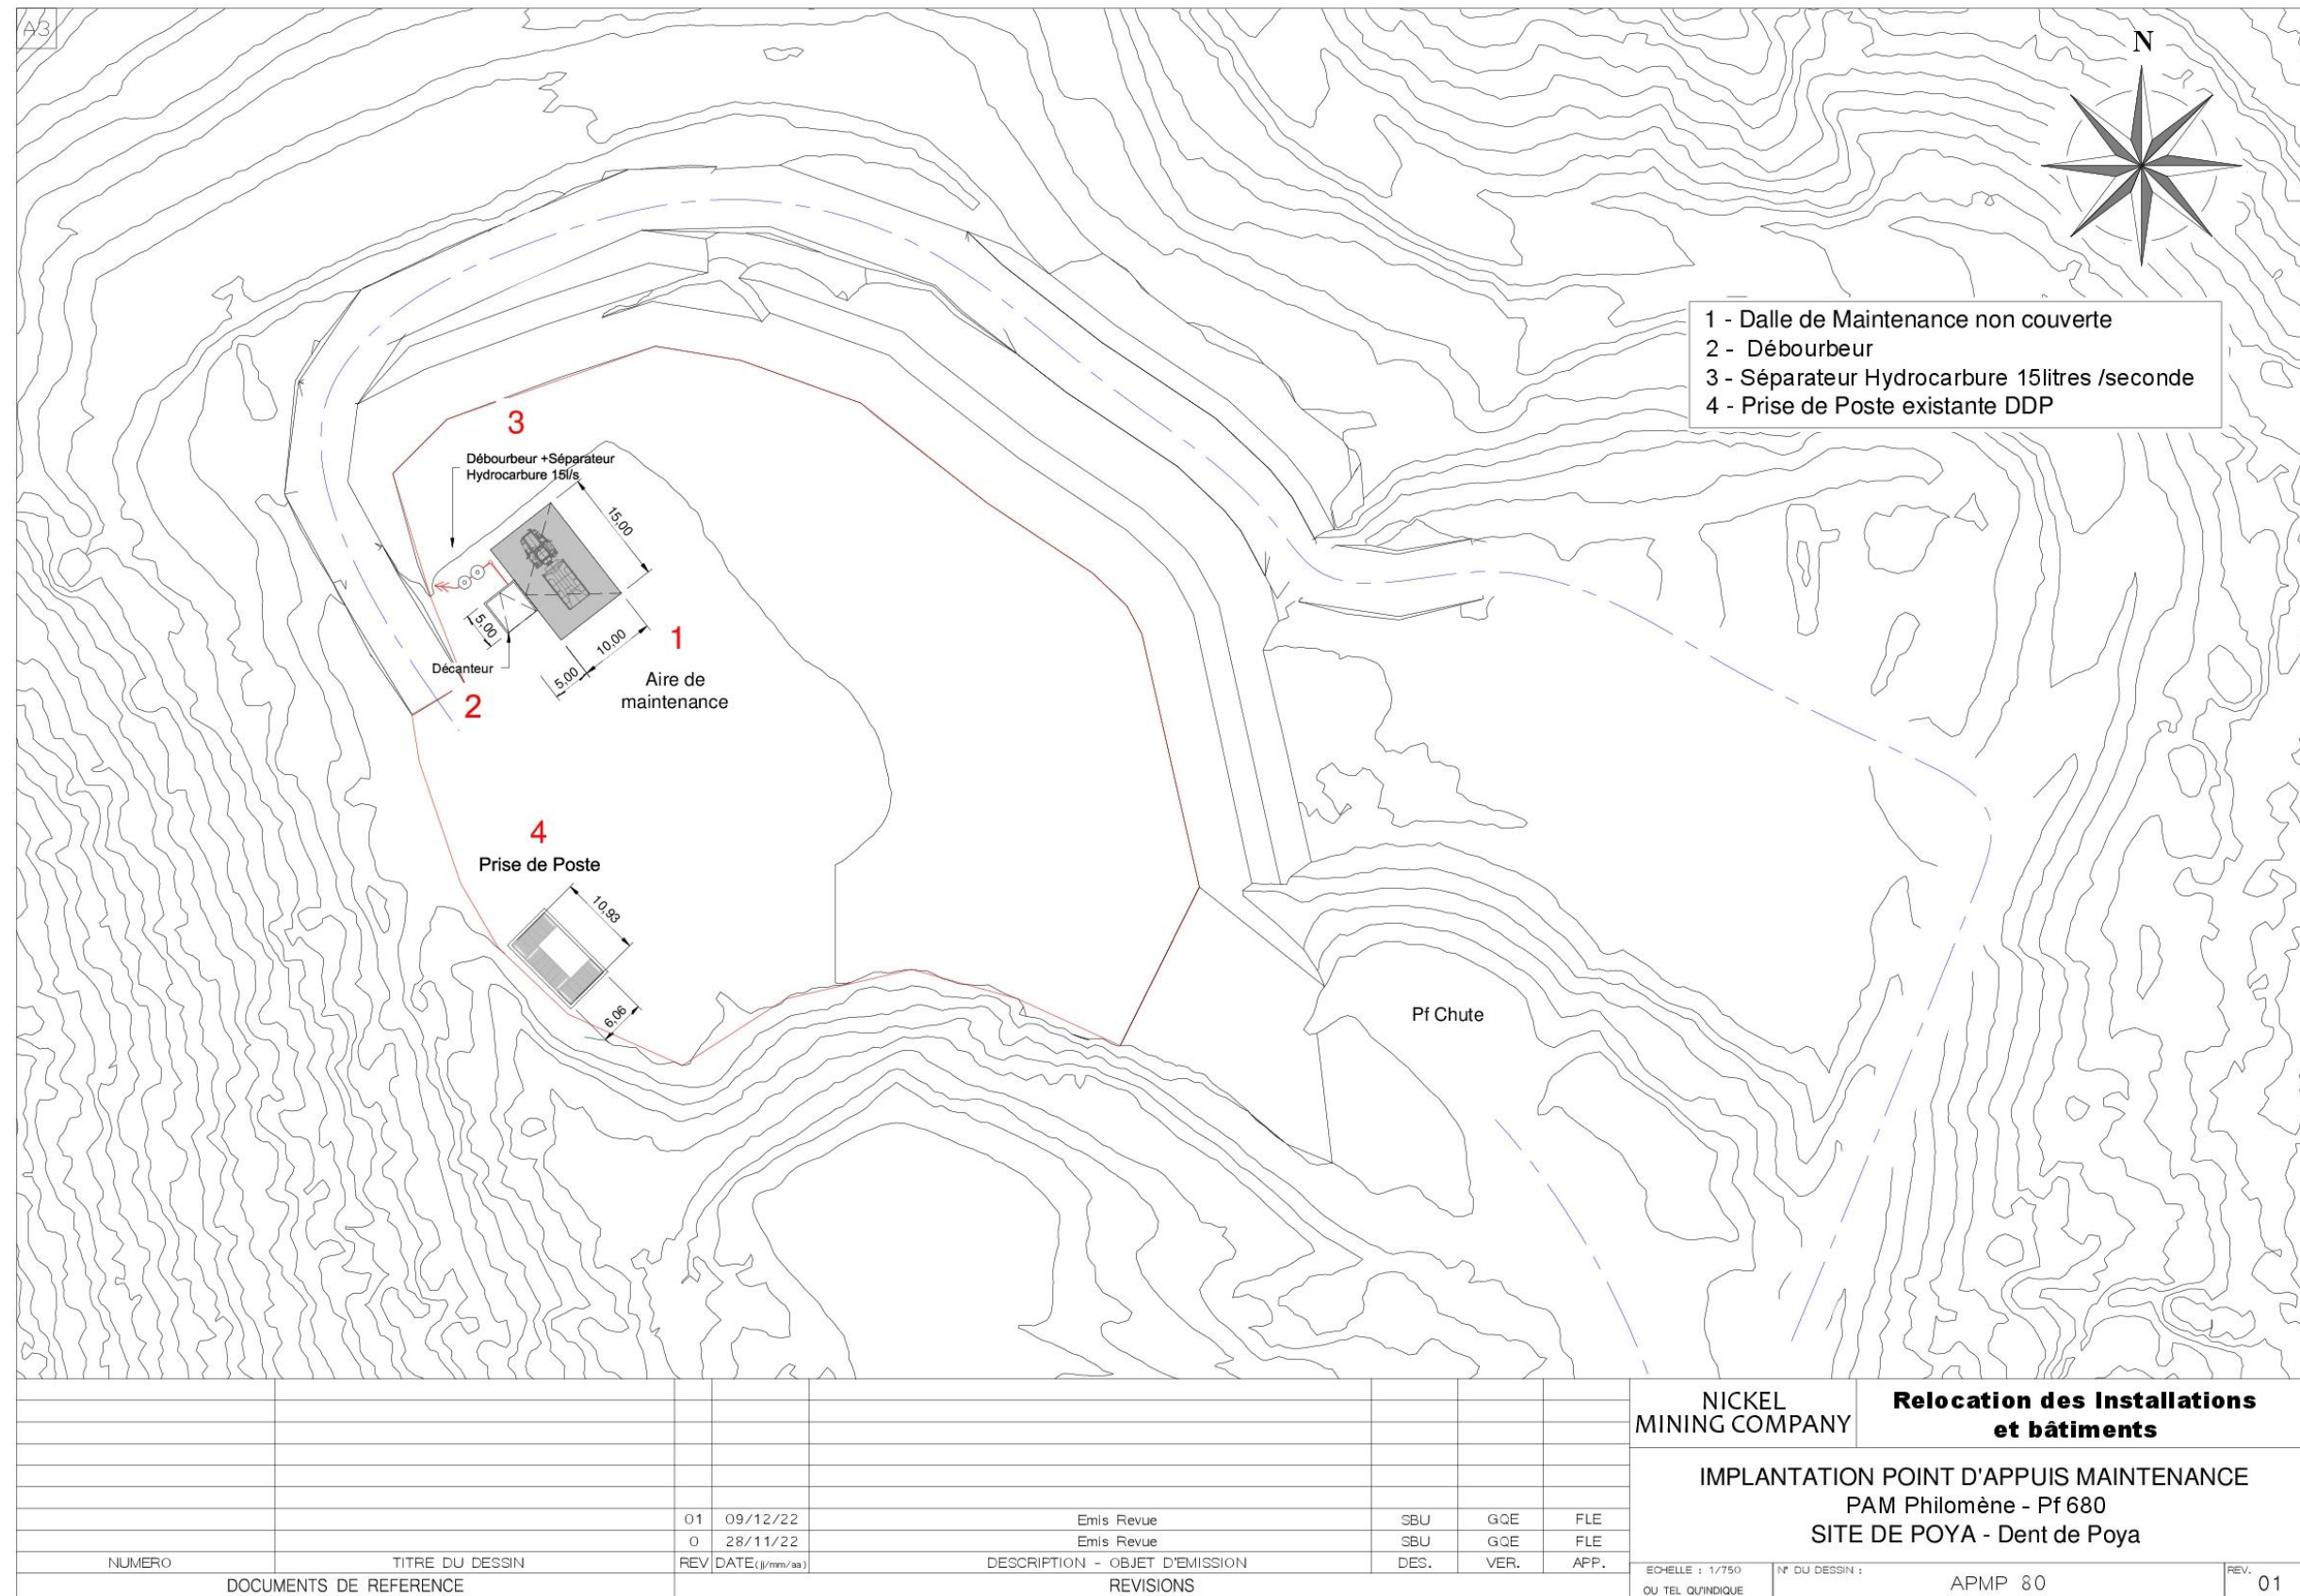 A3
N
1 - Dalle de Maintenance non couverte
2 - Débourbeur
3 - Séparateur Hydrocarbure 15litres /seconde
4 - Prise de Poste existante DDP
3
Débourbeur +Séparateur
Hydrocarbure 15l/s
15,00
5,00
10,00
5,00
Décanteur
1
Aire de
maintenance
2
4
Prise de Poste
10,93
6,06
Pf Chute
01 09/12/22 Emis Revue SBU GQE FLE
0 28/11/22 Emis Revue SBU GQE FLE
NUMERO TITRE DU DESSIN REV DATE(jj/mm/aa) DESCRIPTION - OBJET D'EMISSION DES. VER. APP.
DOCUMENTS DE REFERENCE REVISIONS
NICKEL
MINING COMPANY
Relocation des Installations
et bâtiments
IMPLANTATION POINT D'APPUIS MAINTENANCE
PAM Philomène - Pf 680
SITE DE POYA - Dent de Poya
ECHELLE : 1/750
OU TEL QU'INDIQUE
N° DU DESSIN :
APMP 80
REV.
01